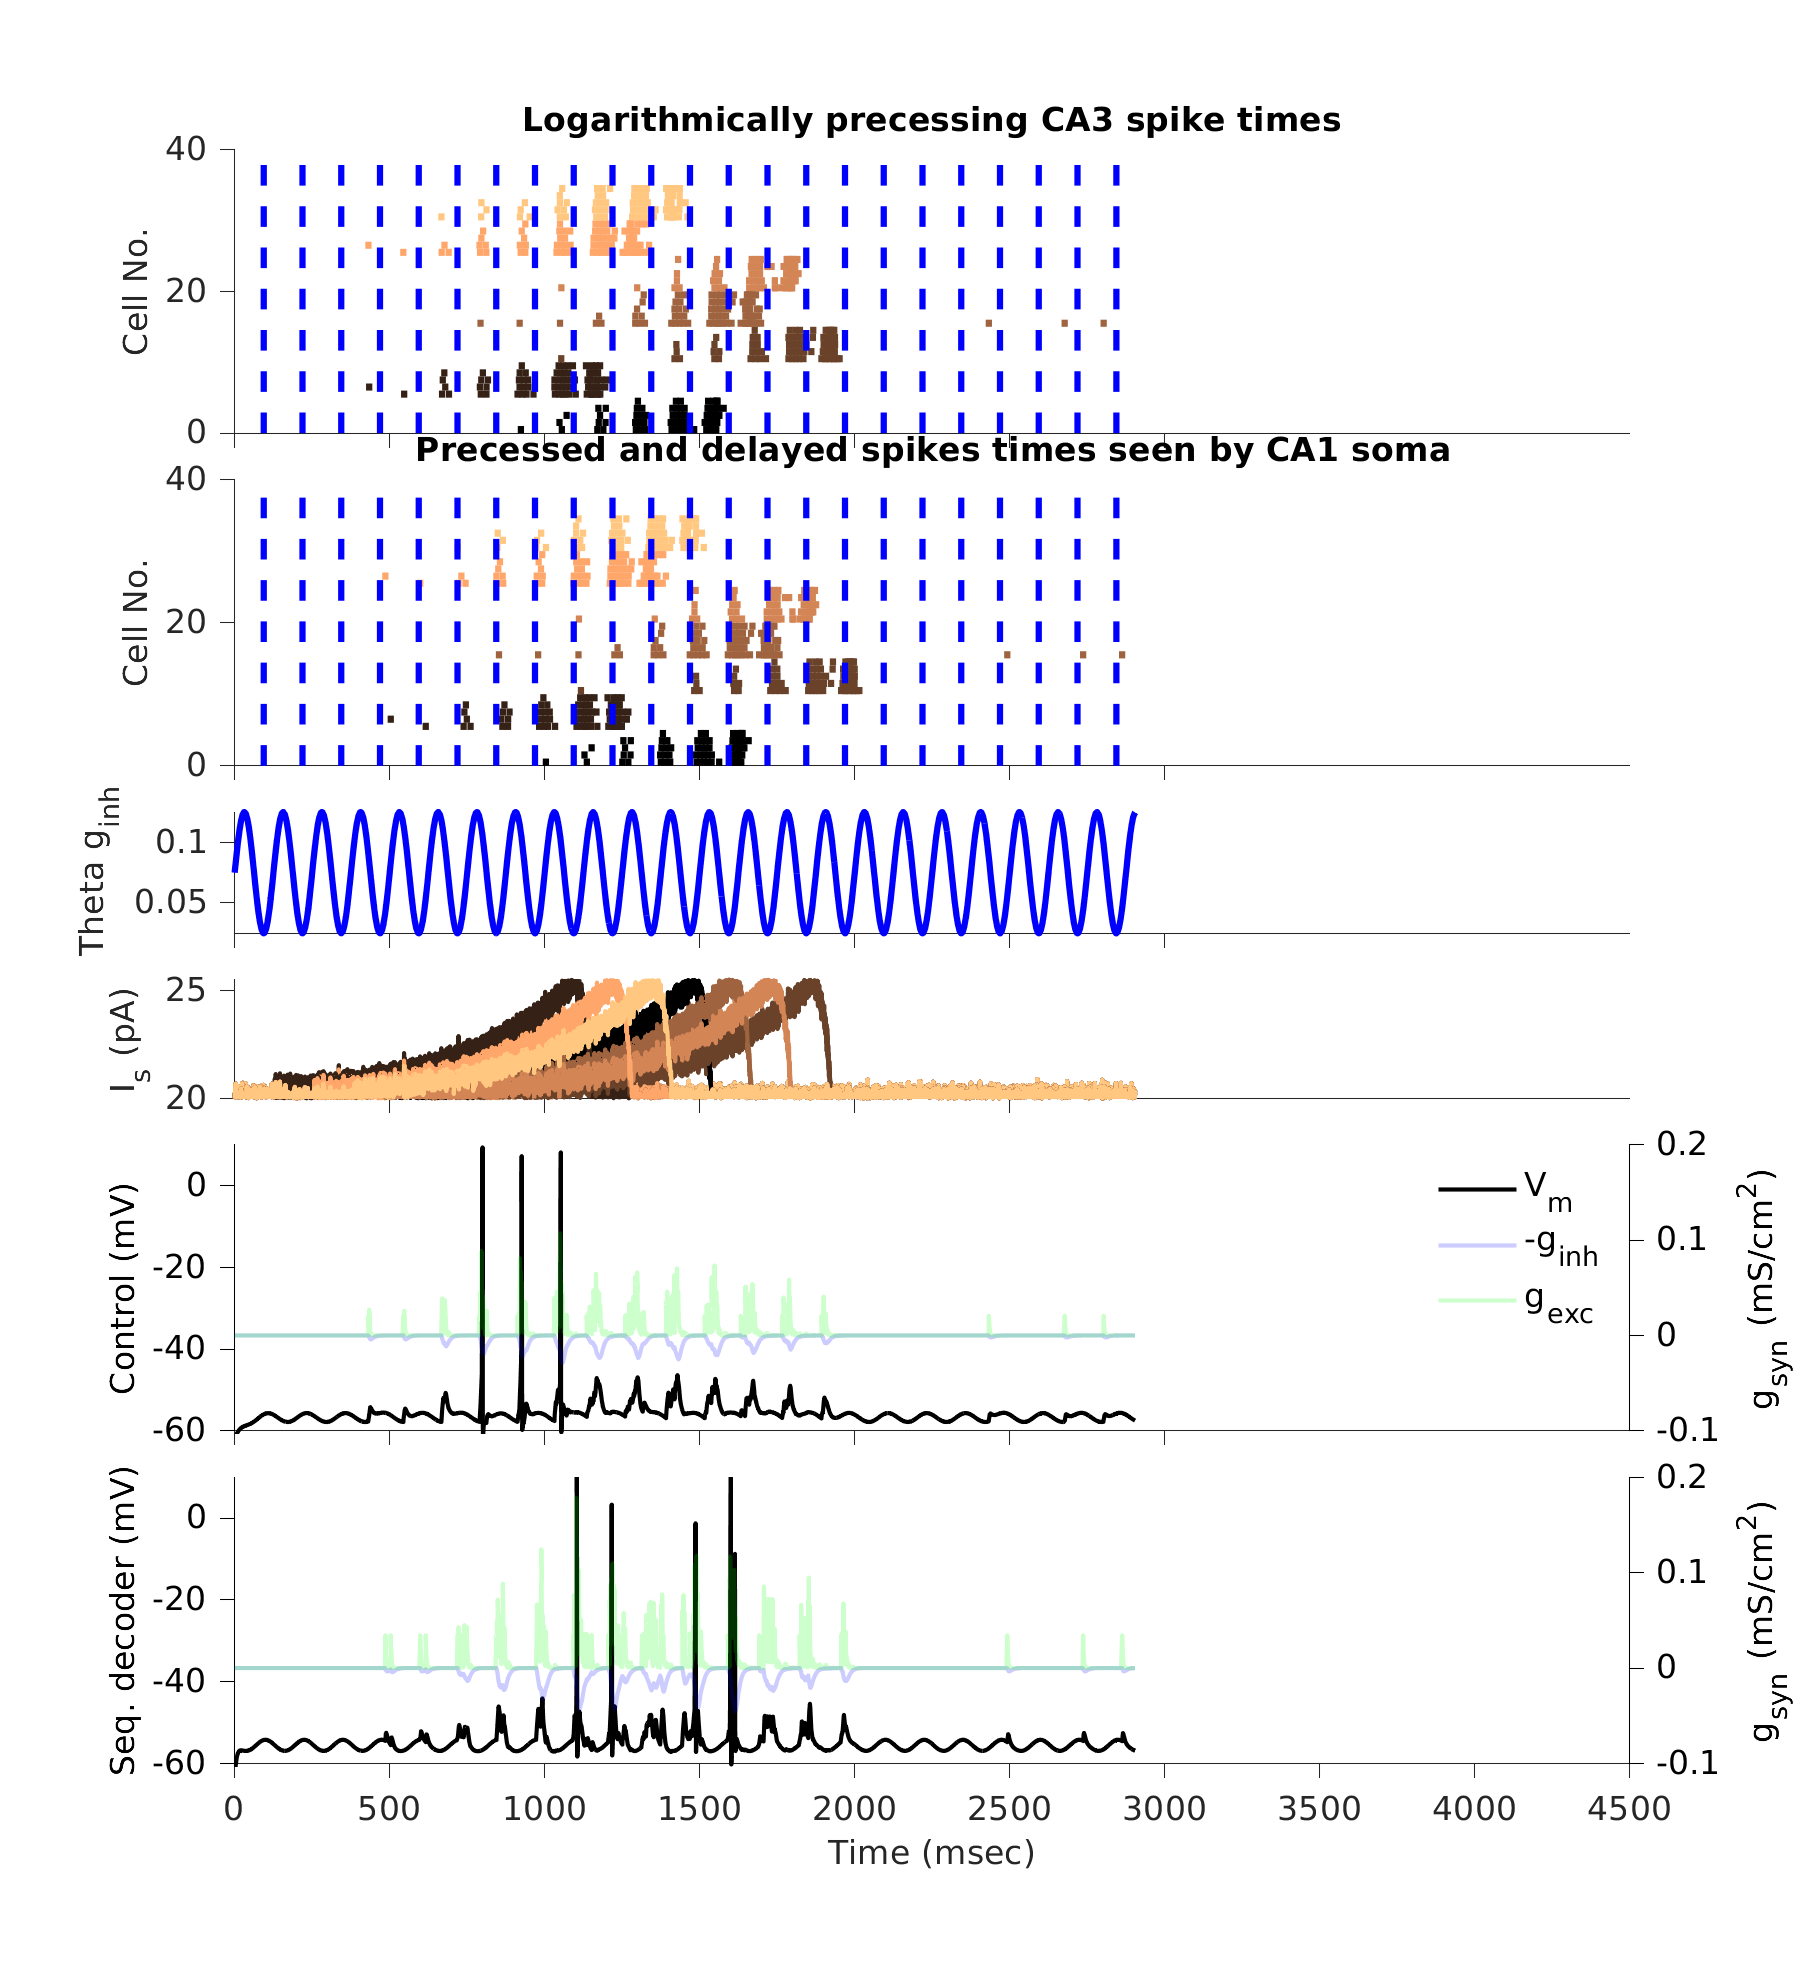 Logarithmically precessing CA3 spike times
40
20
0
Cell No.
Precessed and delayed spikes times seen by CA1 soma
40
20
0
Cell No.
0.1
0.05
Theta g_inh
25
20
I_s (pA)
0
-20
-40
-60
Control (mV)
V_m
-g_inh
g_exc
0.2
0.1
0
-0.1
g_syn (mS/cm^2)
0
-20
-40
-60
Seq. decoder (mV)
0.2
0.1
0
-0.1
g_syn (mS/cm^2)
0 500 1000 1500 2000 2500 3000 3500 4000 4500
Time (msec)